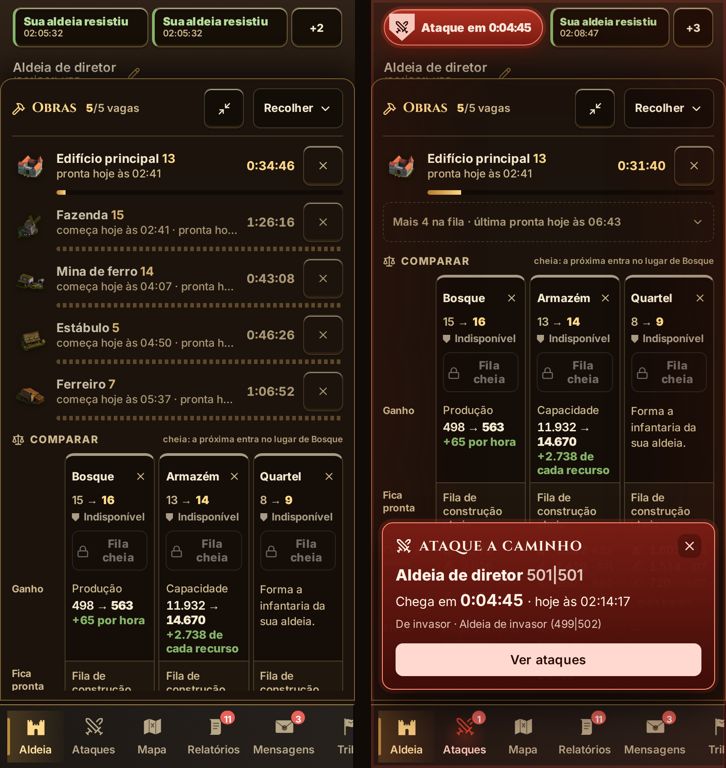 Sua aldeia resistiu
02:05:32
Sua aldeia resistiu
02:05:32
+2
Aldeia de diretor
OBRAS 5/5 vagas
Recolher
Edifício principal 13
pronta hoje às 02:41
0:34:46
Fazenda 15
começa hoje às 02:41 · pronta ho...
1:26:16
Mina de ferro 14
começa hoje às 04:07 · pronta h...
0:43:08
Estábulo 5
começa hoje às 04:50 · pronta h...
0:46:26
Ferreiro 7
começa hoje às 05:37 · pronta h...
1:06:52
COMPARAR
cheia: a próxima entra no lugar de Bosque
Bosque
15 → 16
Indisponível
Fila
cheia
Armazém
13 → 14
Indisponível
Fila
cheia
Quartel
8 → 9
Indisponível
Fila
cheia
Ganho
Produção
498 → 563
+65 por hora
Capacidade
11.932 →
14.670
+2.738 de
cada recurso
Forma a
infantaria da
sua aldeia.
Fica
pronta
Fila de
construção
Fila de
construção
Fila de
construção
Aldeia
Ataques
Mapa
11
Relatórios
3
Mensagens
Tri
Ataque em 0:04:45
Sua aldeia resistiu
02:08:47
+3
Aldeia de diretor
OBRAS 5/5 vagas
Recolher
Edifício principal 13
pronta hoje às 02:41
0:31:40
Mais 4 na fila · última pronta hoje às 06:43
COMPARAR
cheia: a próxima entra no lugar de Bosque
Bosque
15 → 16
Indisponível
Fila
cheia
Armazém
13 → 14
Indisponível
Fila
cheia
Quartel
8 → 9
Indisponível
Fila
cheia
Ganho
Produção
498 → 563
+65 por hora
Capacidade
11.932 →
14.670
+2.738 de
cada recurso
Forma a
infantaria da
sua aldeia.
Fica
pronta
Fila de
construção
Fila de
construção
Fila de
construção
ATAQUE A CAMINHO
Aldeia de diretor 501|501
Chega em 0:04:45 · hoje às 02:14:17
De invasor · Aldeia de invasor (499|502)
Ver ataques
Aldeia
1
Ataques
Mapa
11
Relatórios
3
Mensagens
Tri